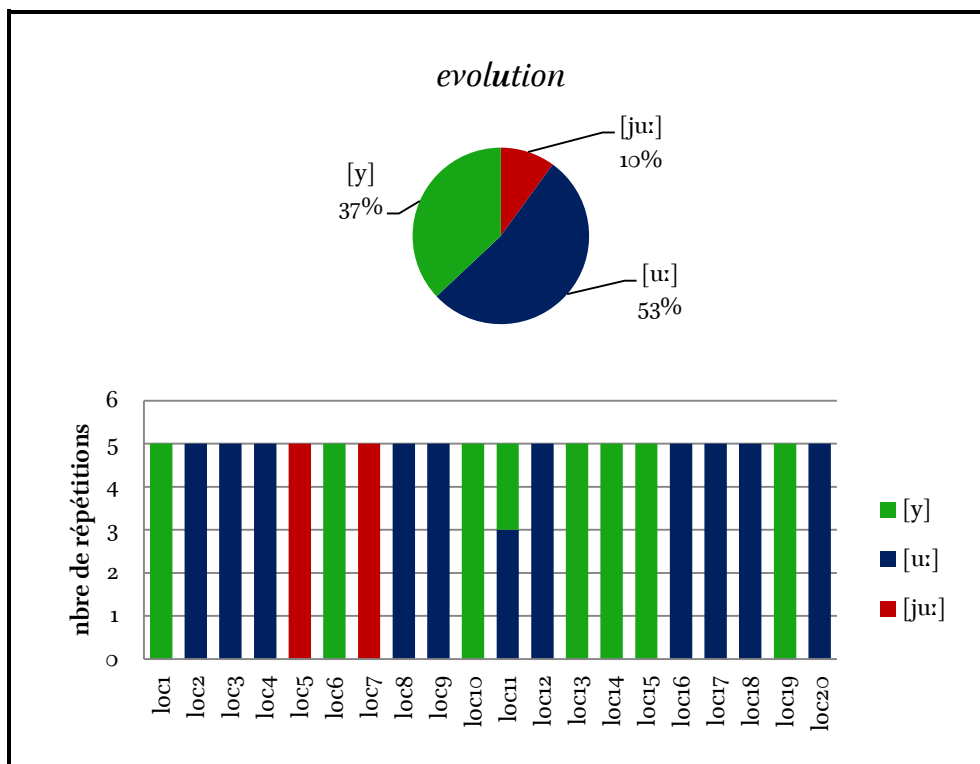 evolution
[juː]
10%
[y]
37%
[uː]
53%
nbre de répétitions
6
5
4
3
2
1
0
loc1
loc2
loc3
loc4
loc5
loc6
loc7
loc8
loc9
loc10
loc11
loc12
loc13
loc14
loc15
loc16
loc17
loc18
loc19
loc20
[y]
[uː]
[juː]